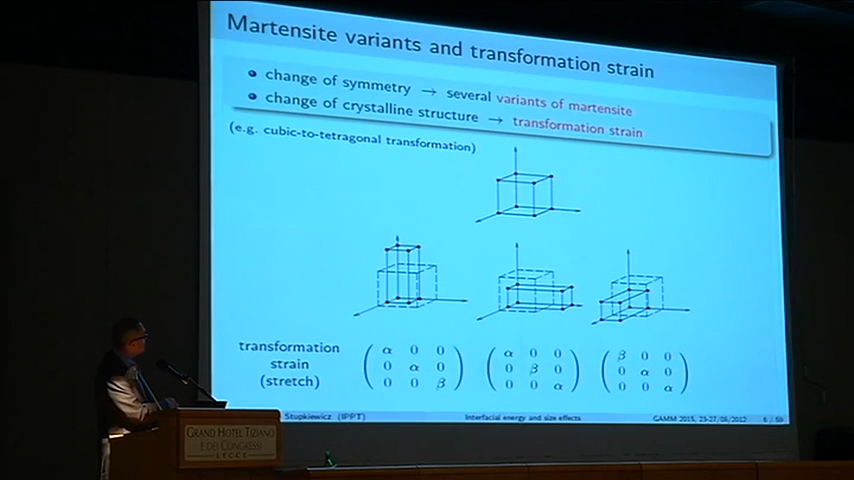 Martensite variants and transformation strain
change of symmetry → several variants of martensite
change of crystalline structure → transformation strain
(e.g. cubic-to-tetragonal transformation)
transformation
strain
(stretch)
α 0 0
0 α 0
0 0 β
α 0 0
0 β 0
0 0 α
β 0 0
0 α 0
0 0 α
Stupkiewicz (IPPT)
Interfacial energy and size effects
GAMM 2015, 23-27/08/2012
6 / 59
GRAND HOTEL TIZIANO
E DEI CONGRESSI
LECCE